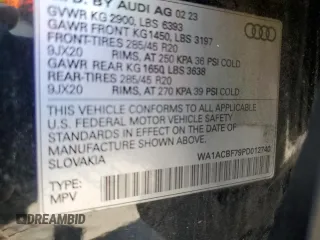 MFD. BY AUDI AG 02 23
GVWR KG 2900, LBS 6393
GAWR FRONT KG1450, LBS 3197
FRONT-TIRES 285/45 R20
9JX20 RIMS, AT 250 KPA 36 PSI COLD
GAWR REAR KG 1650, LBS 3638
REAR-TIRES 285/45 R20
9JX20 RIMS, AT 270 KPA 39 PSI COLD
THIS VEHICLE CONFORMS TO ALL APPLICABLE
U.S. FEDERAL MOTOR VEHICLE SAFETY
STANDARDS IN EFFECT ON THE DATE OF
MANUFACTURE SHOWN ABOVE.
SLOVAKIA WA1ACBF79PD012740
TYPE:
MPV
DREAMBID